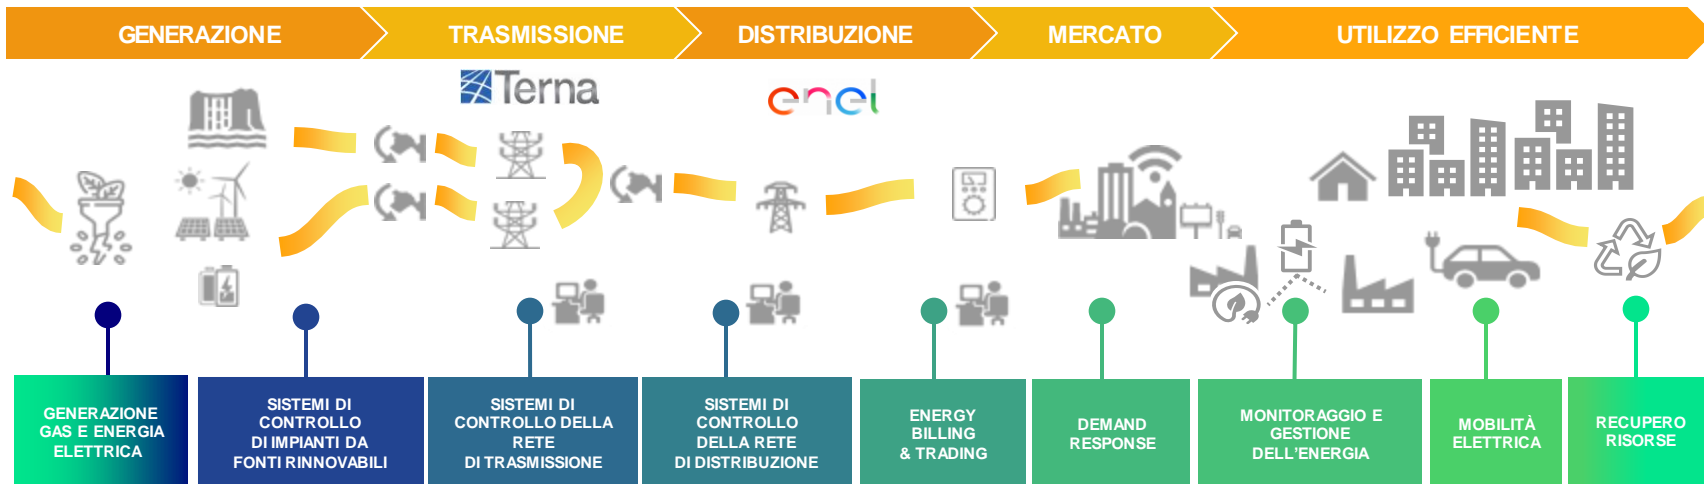 GENERAZIONE
TRASMISSIONE
DISTRIBUZIONE
MERCATO
UTILIZZO EFFICIENTE
Terna
enel
GENERAZIONE
GAS E ENERGIA
ELETTRICA
SISTEMI DI
CONTROLLO
DI IMPIANTI DA
FONTI RINNOVABILI
SISTEMI DI
CONTROLLO DELLA
RETE
DI TRASMISSIONE
SISTEMI DI
CONTROLLO
DELLA RETE
DI DISTRIBUZIONE
ENERGY
BILLING
& TRADING
DEMAND
RESPONSE
MONITORAGGIO E
GESTIONE
DELL'ENERGIA
MOBILITÀ
ELETTRICA
RECUPERO
RISORSE